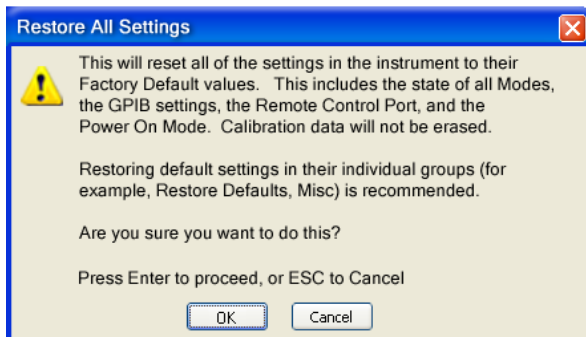 Restore All Settings
This will reset all of the settings in the instrument to their
Factory Default values. This includes the state of all Modes,
the GPIB settings, the Remote Control Port, and the
Power On Mode. Calibration data will not be erased.
Restoring default settings in their individual groups (for
example, Restore Defaults, Misc) is recommended.
Are you sure you want to do this?
Press Enter to proceed, or ESC to Cancel
OK Cancel